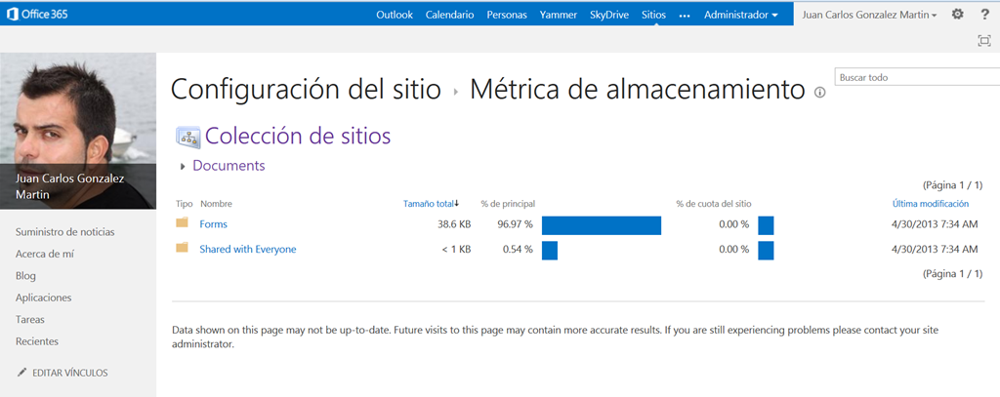 Office 365 Outlook Calendario Personas Yammer SkyDrive Sitios ... Administrador Juan Carlos Gonzalez Martin ?
Buscar todo
Configuración del sitio Métrica de almacenamiento
Colección de sitios
Documents
Juan Carlos Gonzalez
Martin
Suministro de noticias
Acerca de mí
Blog
Aplicaciones
Tareas
Recientes
EDITAR VÍNCULOS
(Página 1 / 1)
Tipo Nombre Tamaño total % de principal % de cuota del sitio Última modificación
Forms 38.6 KB 96.97 % 0.00 % 4/30/2013 7:34 AM
Shared with Everyone < 1 KB 0.54 % 0.00 % 4/30/2013 7:34 AM
(Página 1 / 1)
Data shown on this page may not be up-to-date. Future visits to this page may contain more accurate results. If you are still experiencing problems please contact your site
administrator.